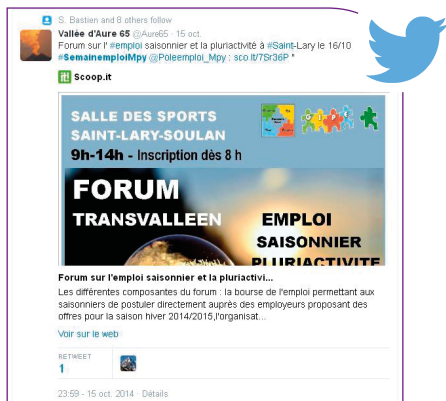 S. Bastien and 8 others follow
Vallée d'Aure 65 @Aure65 · 15 oct.
Forum sur l' #emploi saisonnier et la pluriactivité à #Saint-Lary le 16/10
#SemainemploiMpy @Poleemploi_Mpy : sco.lt/7Sr36P "
it! Scoop.it
SALLE DES SPORTS
SAINT-LARY-SOULAN
9h-14h - Inscription dès 8 h
G I P E
FORUM
TRANSVALLEEN
EMPLOI
SAISONNIER
PLURIACTIVITE
Forum sur l'emploi saisonnier et la pluriactivi...
Les différentes composantes du forum : la bourse de l'emploi permettant aux
saisonniers de postuler directement auprès des employeurs proposant des
offres pour la saison hiver 2014/2015,l'organisat...
Voir sur le web
RETWEET
1
23:59 - 15 oct. 2014 · Détails